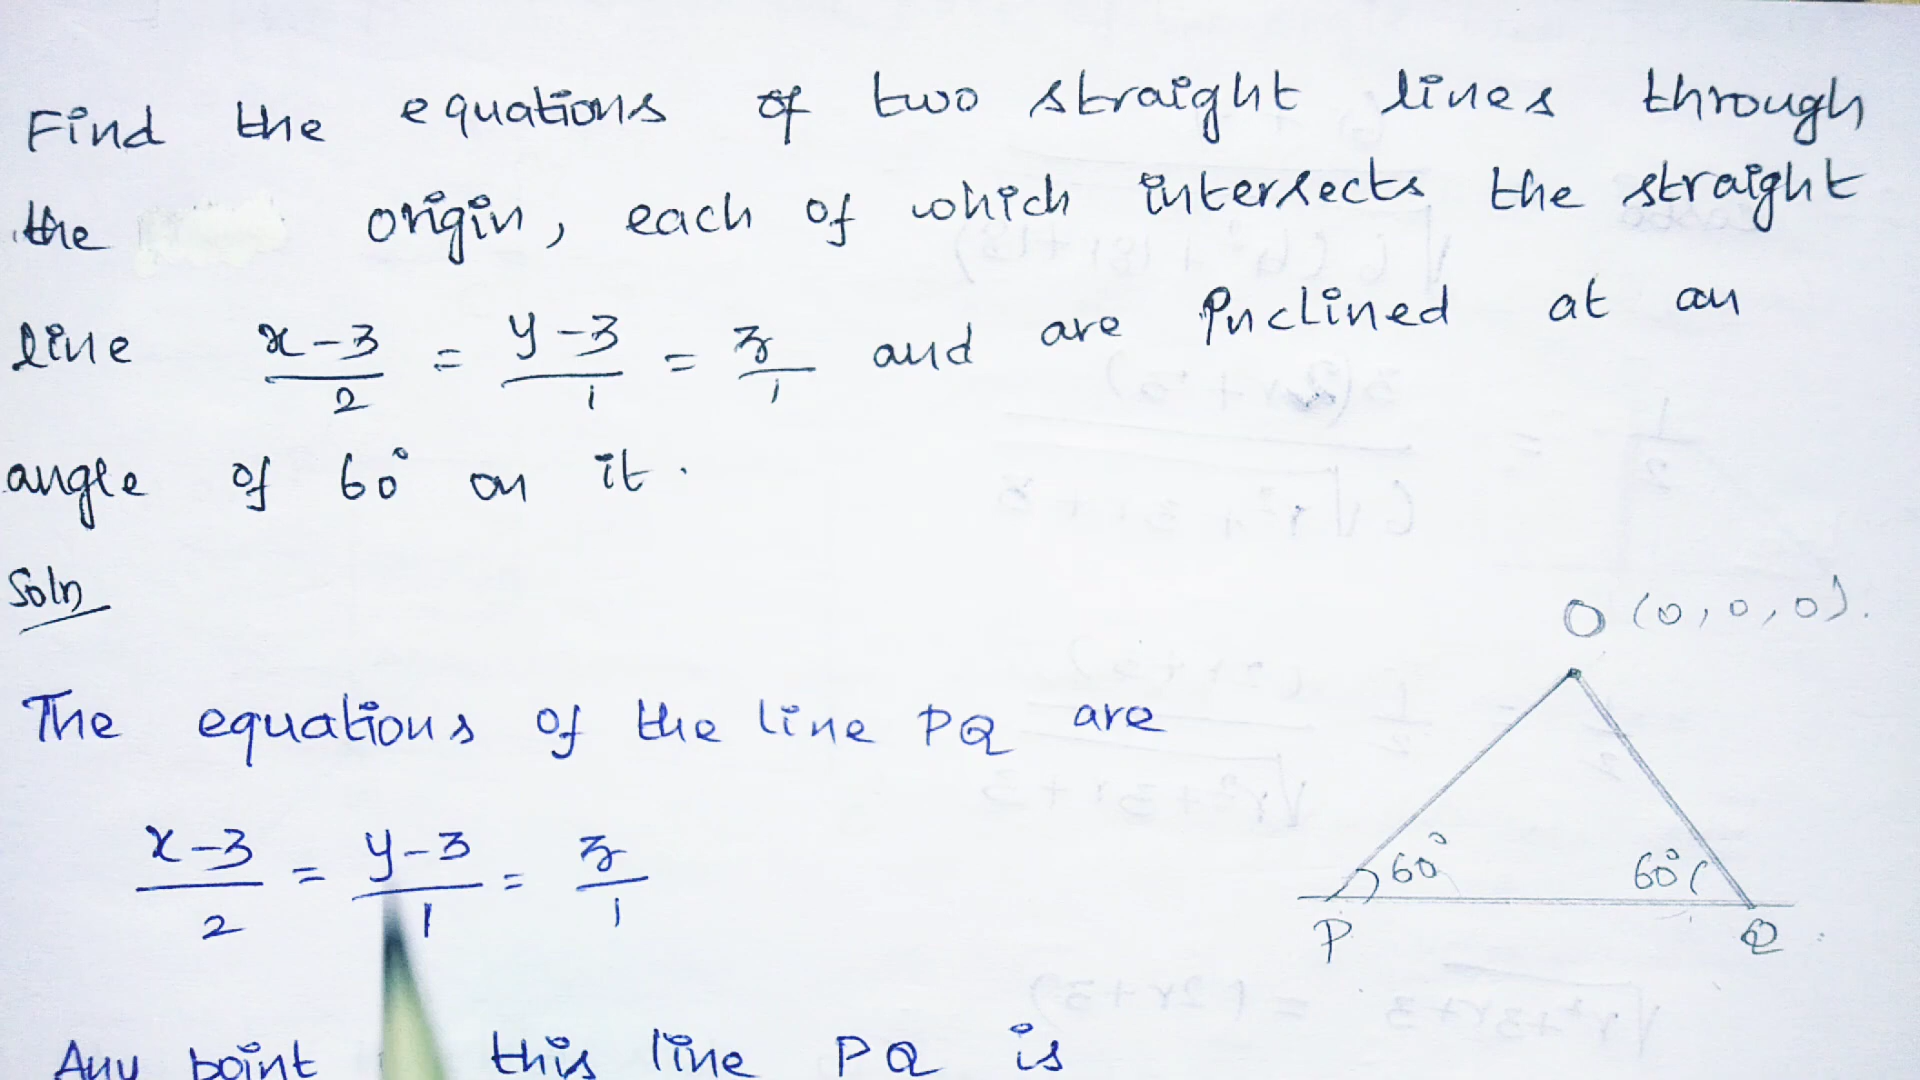 Find the equations of two straight lines through
the origin, each of which intersects the straight
line x-3/2 = y-3/1 = z/1 and are inclined at an
angle of 60° on it.
Soln
O (0, 0, 0).
The equations of the line PQ are
x-3/2 = y-3/1 = z/1
60° 60°
P Q
Any point this line PQ is